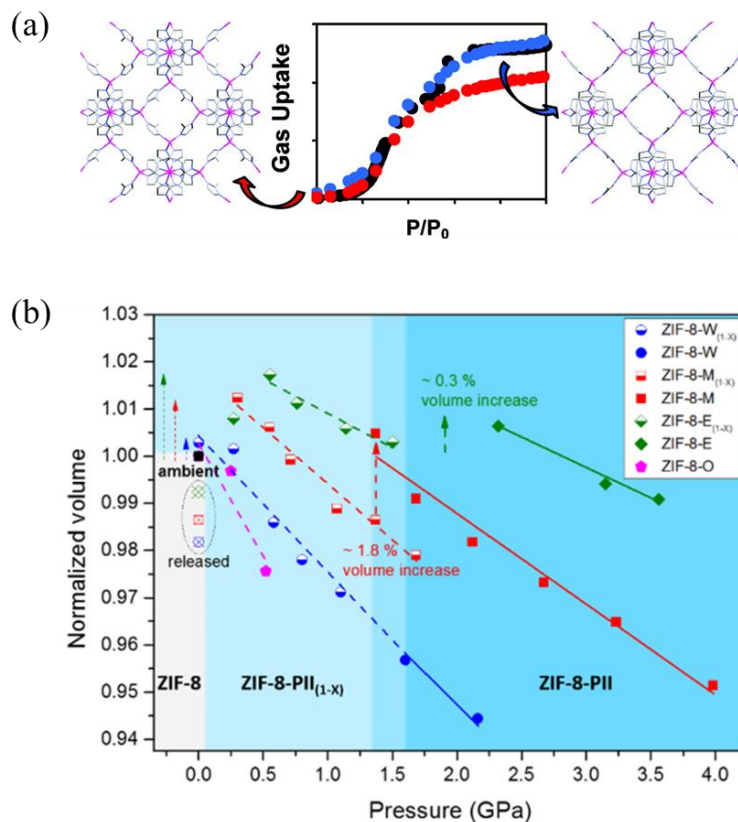 (a)
Gas Uptake
P/P₀
(b)
Normalized volume
1.03
1.02
1.01
1.00
0.99
0.98
0.97
0.96
0.95
0.94
ambient
released
~ 0.3 %
volume increase
~ 1.8 %
volume increase
ZIF-8-W(1-X)
ZIF-8-W
ZIF-8-M(1-X)
ZIF-8-M
ZIF-8-E(1-X)
ZIF-8-E
ZIF-8-O
ZIF-8
ZIF-8-PII(1-X)
ZIF-8-PII
0.0 0.5 1.0 1.5 2.0 2.5 3.0 3.5 4.0
Pressure (GPa)